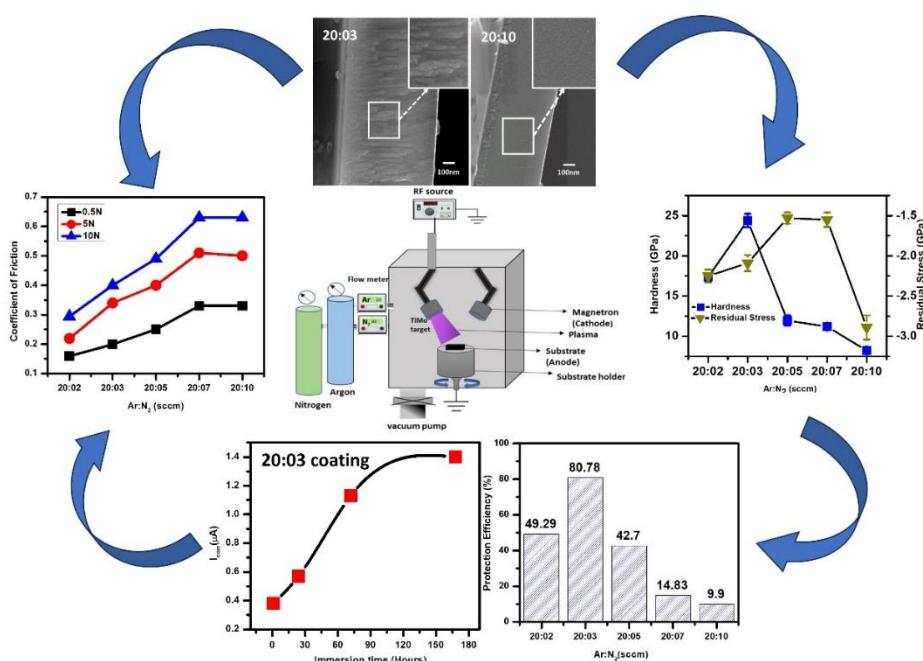 20:03
20:10
100nm
100nm
0.5N
5N
10N
Coefficient of Friction
0.7
0.6
0.5
0.4
0.3
0.2
0.1
20:02 20:03 20:05 20:07 20:10
Ar:N2 (sccm)
RF source
Flow meter
Ar
N2
TiMo
target
Magnetron
(Cathode)
Plasma
Substrate
(Anode)
Substrate holder
Argon
Nitrogen
vacuum pump
Hardness (GPa)
25
20
15
10
Hardness
Residual Stress
-1.5
-2.0
-2.5
-3.0
Residual Stress (GPa)
20:02 20:03 20:05 20:07 20:10
Ar:N2 (sccm)
20:03 coating
Icorr(μA)
1.4
1.2
1.0
0.8
0.6
0.4
0.2
0 30 60 90 120 150 180
Immersion time (Hours)
Protection Efficiency (%)
100
80
60
40
20
0
49.29
80.78
42.7
14.83
9.9
20:02 20:03 20:05 20:07 20:10
Ar:N2(sccm)